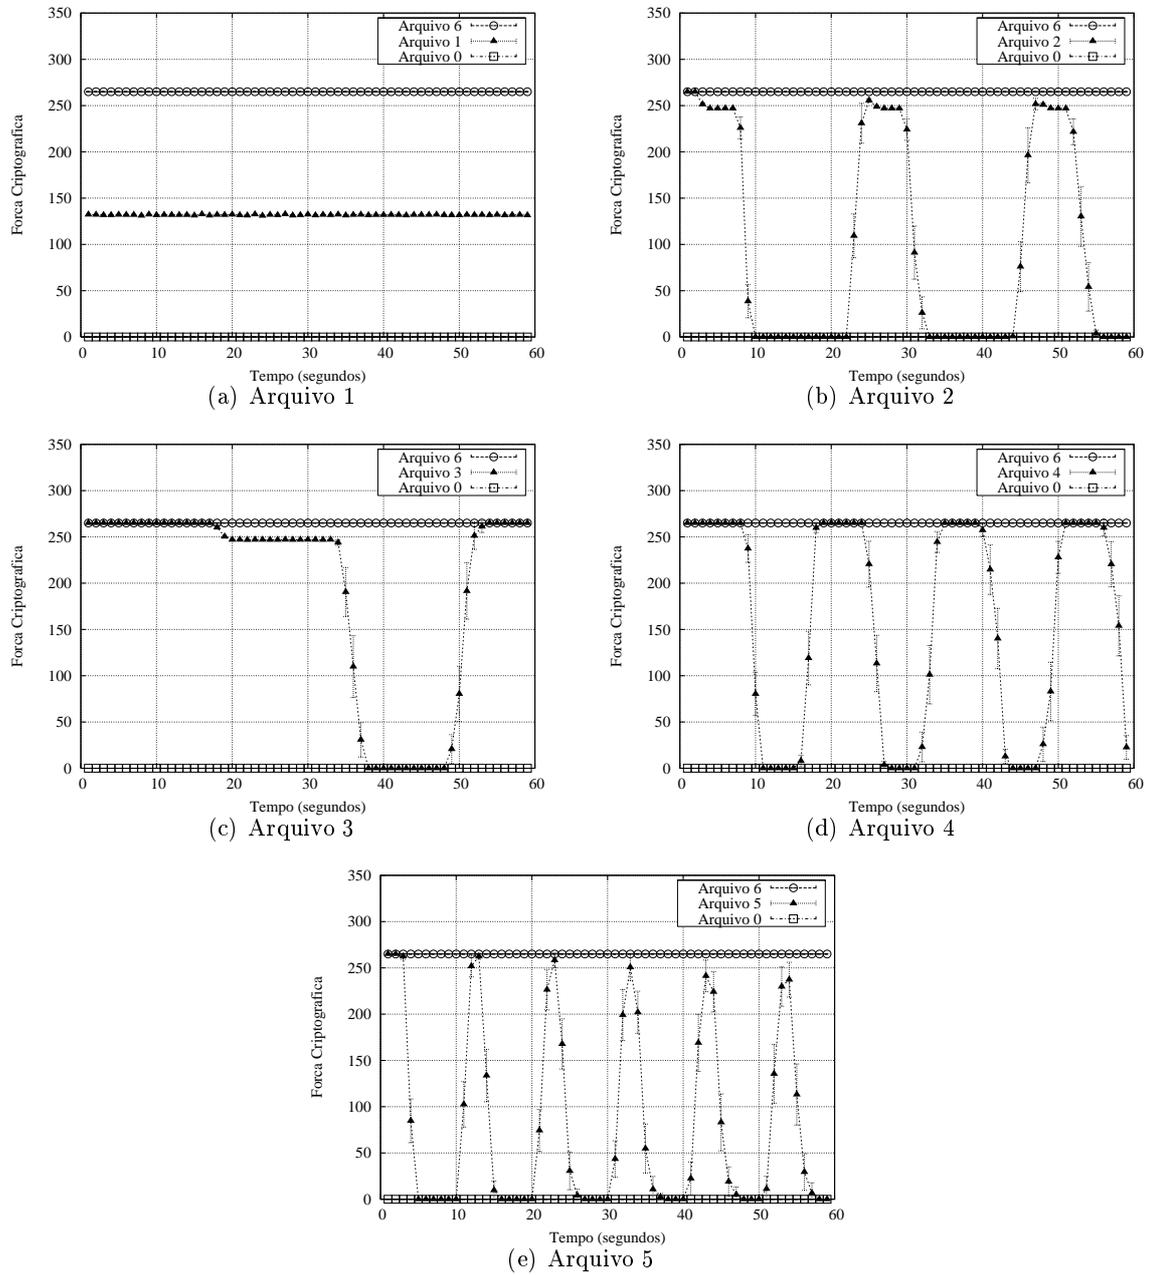 350
300
250
200
150
100
50
0
Forca Criptografica
Arquivo 6
Arquivo 1
Arquivo 0
0 10 20 30 40 50 60
Tempo (segundos)
(a) Arquivo 1
350
300
250
200
150
100
50
0
Forca Criptografica
Arquivo 6
Arquivo 2
Arquivo 0
0 10 20 30 40 50 60
Tempo (segundos)
(b) Arquivo 2
350
300
250
200
150
100
50
0
Forca Criptografica
Arquivo 6
Arquivo 3
Arquivo 0
0 10 20 30 40 50 60
Tempo (segundos)
(c) Arquivo 3
350
300
250
200
150
100
50
0
Forca Criptografica
Arquivo 6
Arquivo 4
Arquivo 0
0 10 20 30 40 50 60
Tempo (segundos)
(d) Arquivo 4
350
300
250
200
150
100
50
0
Forca Criptografica
Arquivo 6
Arquivo 5
Arquivo 0
0 10 20 30 40 50 60
Tempo (segundos)
(e) Arquivo 5